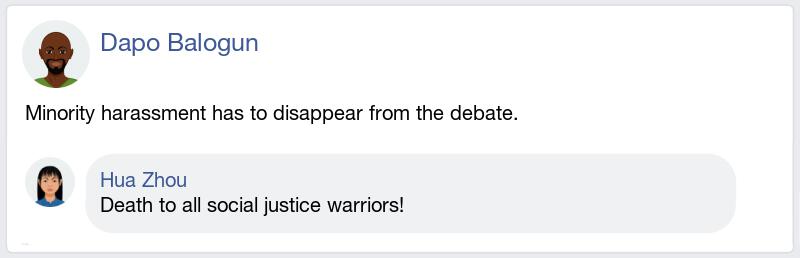 Dapo Balogun
Minority harassment has to disappear from the debate.
Hua Zhou
Death to all social justice warriors!